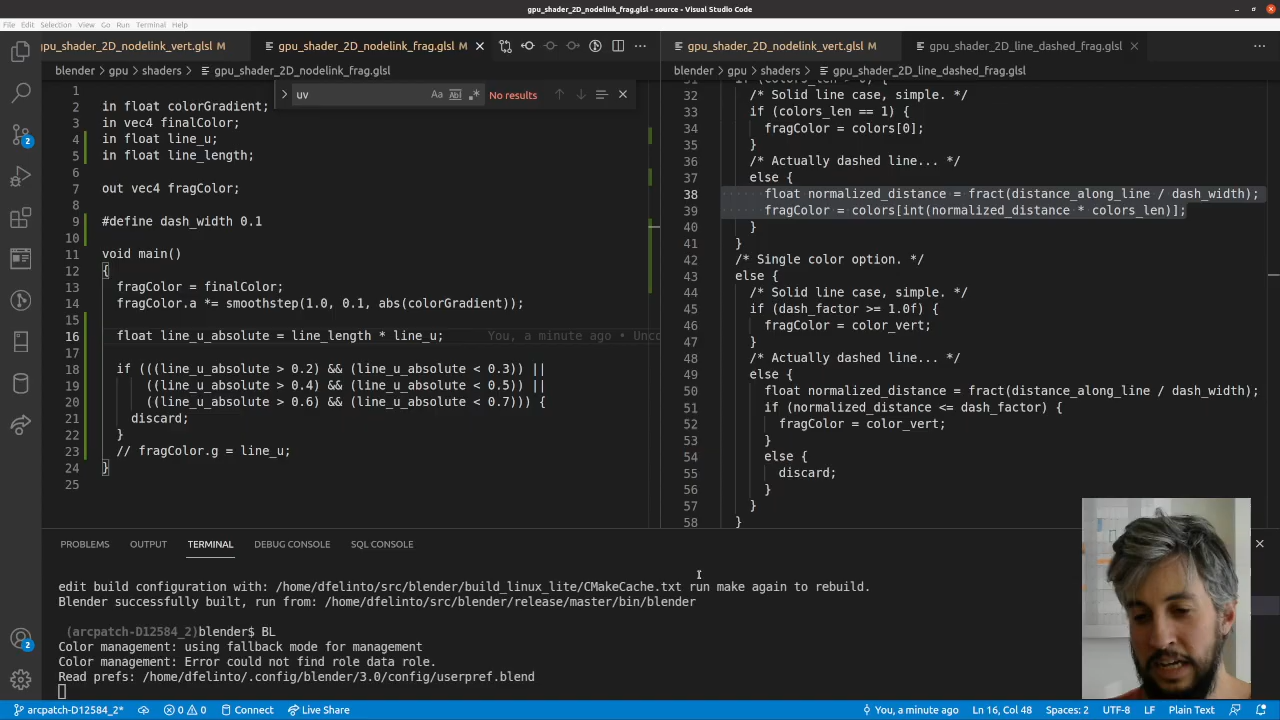 gpu_shader_2D_nodelink_frag.glsl - source - Visual Studio Code
File Edit Selection View Go Run Terminal Help
gpu_shader_2D_nodelink_vert.glsl M
gpu_shader_2D_nodelink_frag.glsl M
gpu_shader_2D_nodelink_vert.glsl M
gpu_shader_2D_line_dashed_frag.glsl
blender > gpu > shaders > gpu_shader_2D_nodelink_frag.glsl
uv
Aa Abl No results
1
2 in float colorGradient;
3 in vec4 finalColor;
4 in float line_u;
5 in float line_length;
6
7 out vec4 fragColor;
8
9 #define dash_width 0.1
10
11 void main()
12 {
13 fragColor = finalColor;
14 fragColor.a *= smoothstep(1.0, 0.1, abs(colorGradient));
15
16 float line_u_absolute = line_length * line_u; You, a minute ago • Unco
17
18 if (((line_u_absolute > 0.2) && (line_u_absolute < 0.3)) ||
19 ((line_u_absolute > 0.4) && (line_u_absolute < 0.5)) ||
20 ((line_u_absolute > 0.6) && (line_u_absolute < 0.7))) {
21 discard;
22 }
23 // fragColor.g = line_u;
24 }
25
blender > gpu > shaders > gpu_shader_2D_line_dashed_frag.glsl
32 /* Solid line case, simple. */
33 if (colors_len == 1) {
34 fragColor = colors[0];
35 }
36 /* Actually dashed line... */
37 else {
38 float normalized_distance = fract(distance_along_line / dash_width);
39 fragColor = colors[int(normalized_distance * colors_len)];
40 }
41 }
42 /* Single color option. */
43 else {
44 /* Solid line case, simple. */
45 if (dash_factor >= 1.0f) {
46 fragColor = color_vert;
47 }
48 /* Actually dashed line... */
49 else {
50 float normalized_distance = fract(distance_along_line / dash_width);
51 if (normalized_distance <= dash_factor) {
52 fragColor = color_vert;
53 }
54 else {
55 discard;
56 }
57 }
58 }
PROBLEMS OUTPUT TERMINAL DEBUG CONSOLE SQL CONSOLE
edit build configuration with: /home/dfelinto/src/blender/build_linux_lite/CMakeCache.txt run make again to rebuild.
Blender successfully built, run from: /home/dfelinto/src/blender/release/master/bin/blender
(arcpatch-D12584_2)blender$ BL
Color management: using fallback mode for management
Color management: Error could not find role data role.
Read prefs: /home/dfelinto/.config/blender/3.0/config/userpref.blend
2
2
arcpatch-D12584_2* 0 0 Connect Live Share You, a minute ago Ln 16, Col 48 Spaces: 2 UTF-8 LF Plain Text